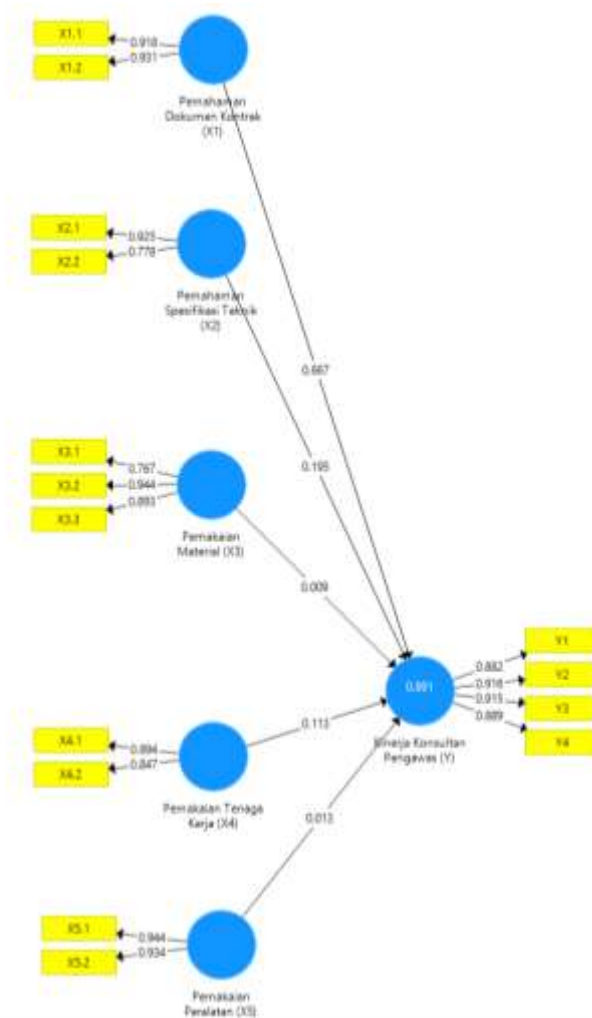 X1.1
0.918
X1.2
0.931
Pemahaman
Dokumen Kontrak
(X1)
X2.1
0.925
X2.2
0.778
Pemahaman
Spesifikasi Teknik
(X2)
0.667
0.195
X3.1
0.767
X3.2
0.944
X3.3
0.893
Pemakaian
Material (X3)
0.009
Y1
0.882
Y2
0.916
Y3
0.915
Y4
0.889
Kinerja Konsultan
Pengawas (Y)
X4.1
0.894
X4.2
0.847
0.113
Pemakaian Tenaga
Kerja (X4)
0.013
X5.1
0.944
X5.2
0.934
Pemakaian
Peralatan (X5)